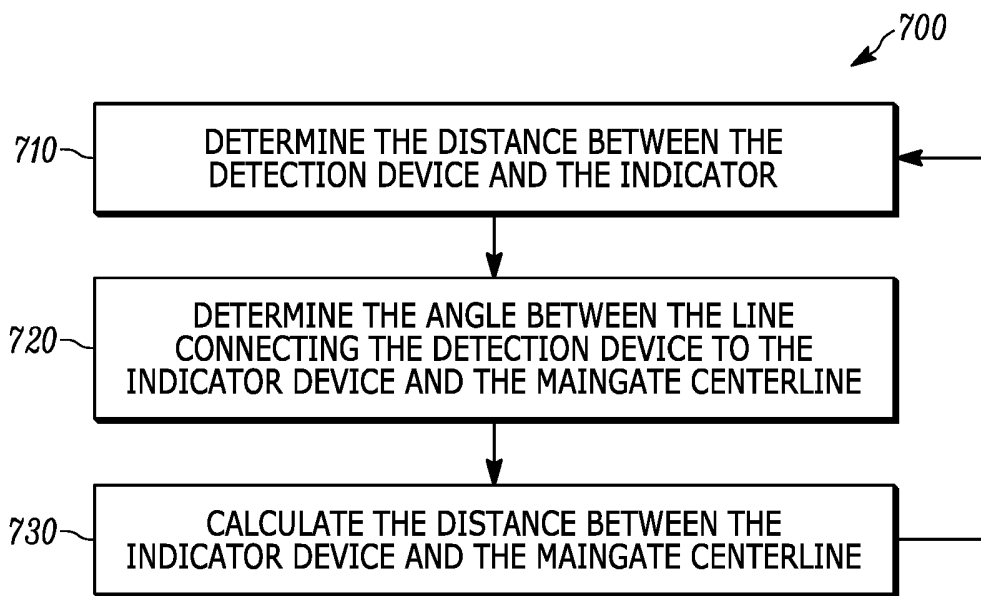 700
710
DETERMINE THE DISTANCE BETWEEN THE
DETECTION DEVICE AND THE INDICATOR
720
DETERMINE THE ANGLE BETWEEN THE LINE
CONNECTING THE DETECTION DEVICE TO THE
INDICATOR DEVICE AND THE MAINGATE CENTERLINE
730
CALCULATE THE DISTANCE BETWEEN THE
INDICATOR DEVICE AND THE MAINGATE CENTERLINE